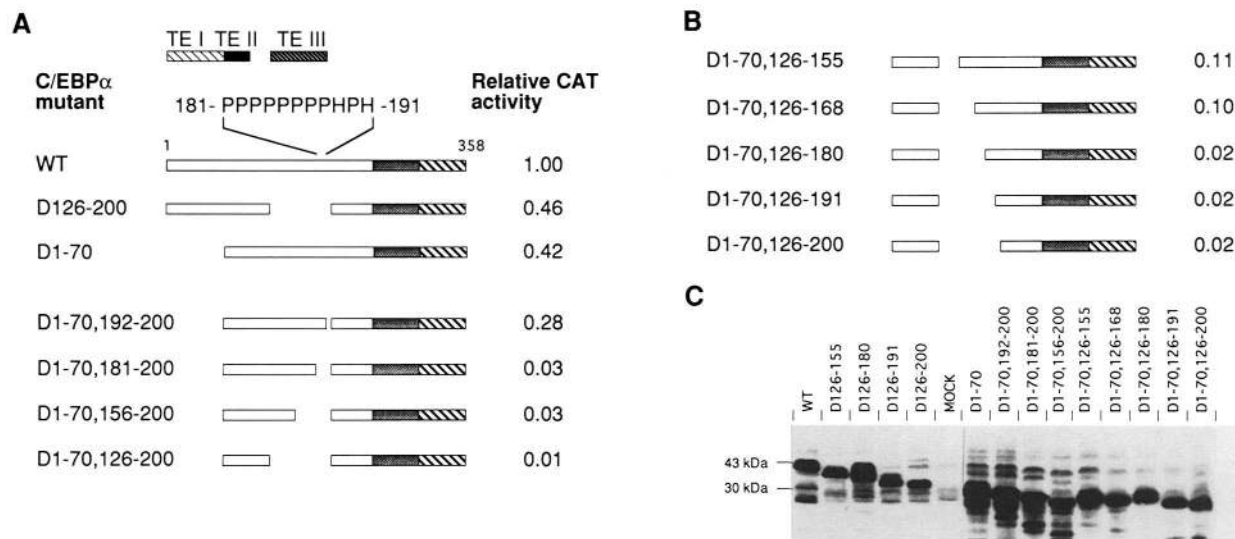 A
TE I TE II TE III
C/EBPα mutant
Relative CAT activity
181- PPPPPPPPHPH -191
1 358
WT 1.00
D126-200 0.46
D1-70 0.42
D1-70,192-200 0.28
D1-70,181-200 0.03
D1-70,156-200 0.03
D1-70,126-200 0.01
B
D1-70,126-155 0.11
D1-70,126-168 0.10
D1-70,126-180 0.02
D1-70,126-191 0.02
D1-70,126-200 0.02
C
WT
D126-155
D126-180
D126-191
D126-200
MOCK
D1-70
D1-70,192-290
D1-70,181-200
D1-70,156-200
D1-70,126-155
D1-70,126-168
D1-70,126-180
D1-70,126-191
D1-70,126-200
43 kDa
30 kDa